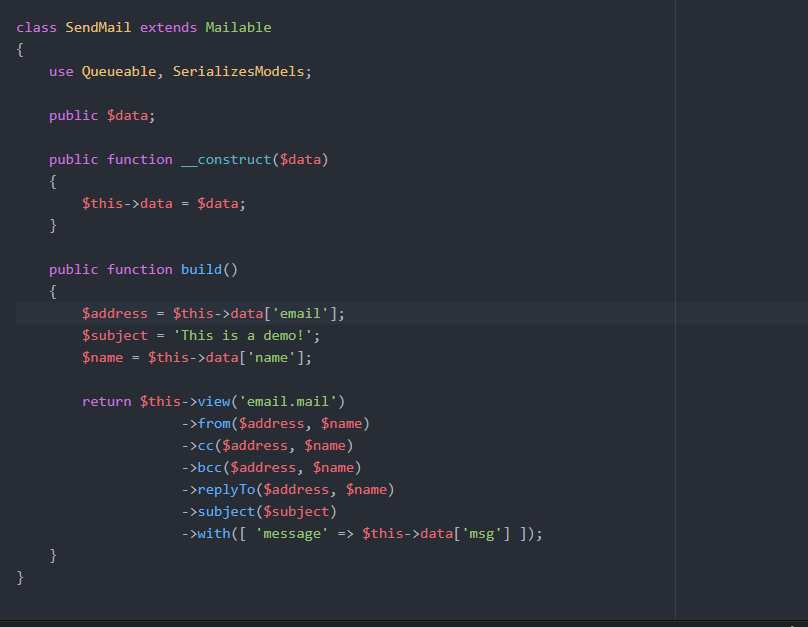 class SendMail extends Mailable
{
    use Queueable, SerializesModels;

    public $data;

    public function __construct($data)
    {
        $this->data = $data;
    }

    public function build()
    {
        $address = $this->data['email'];
        $subject = 'This is a demo!';
        $name = $this->data['name'];

        return $this->view('email.mail')
                    ->from($address, $name)
                    ->cc($address, $name)
                    ->bcc($address, $name)
                    ->replyTo($address, $name)
                    ->subject($subject)
                    ->with([ 'message' => $this->data['msg'] ]);
    }
}